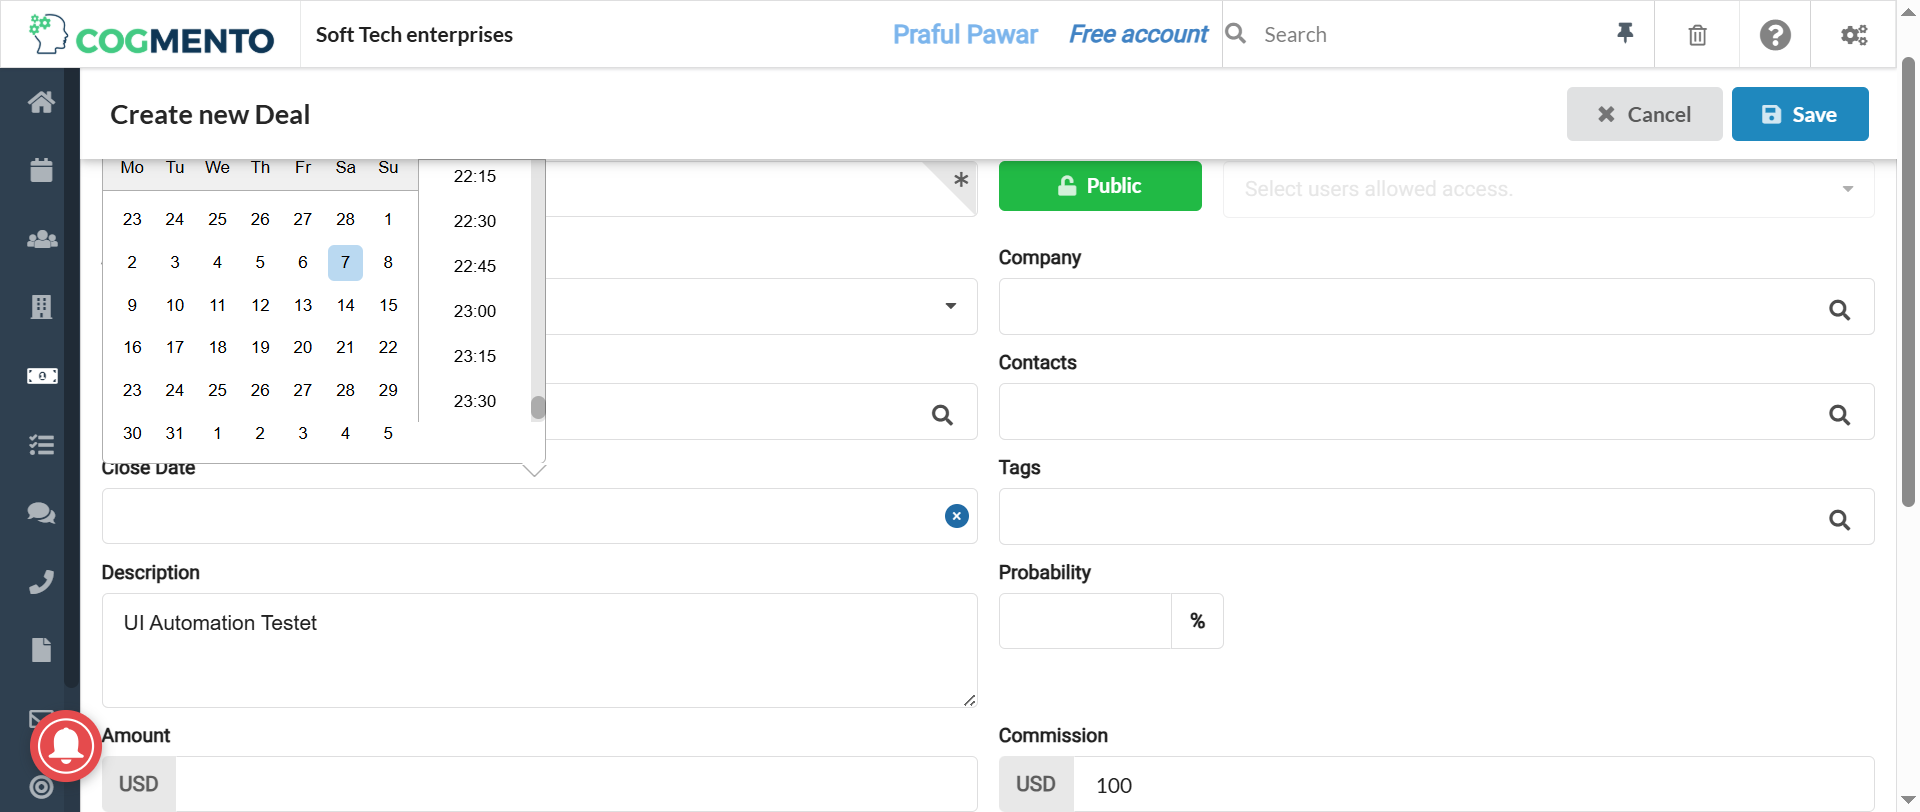 COGMENTO
Soft Tech enterprises
Praful Pawar
Free account
Search
Create new Deal
Cancel
Save
Mo Tu We Th Fr Sa Su
23 24 25 26 27 28 1
2 3 4 5 6 7 8
9 10 11 12 13 14 15
16 17 18 19 20 21 22
23 24 25 26 27 28 29
30 31 1 2 3 4 5
22:15
22:30
22:45
23:00
23:15
23:30
*
Public
Select users allowed access.
Company
Contacts
Close Date
Tags
Description
UI Automation Testet
Probability
%
Amount
USD
Commission
USD
100